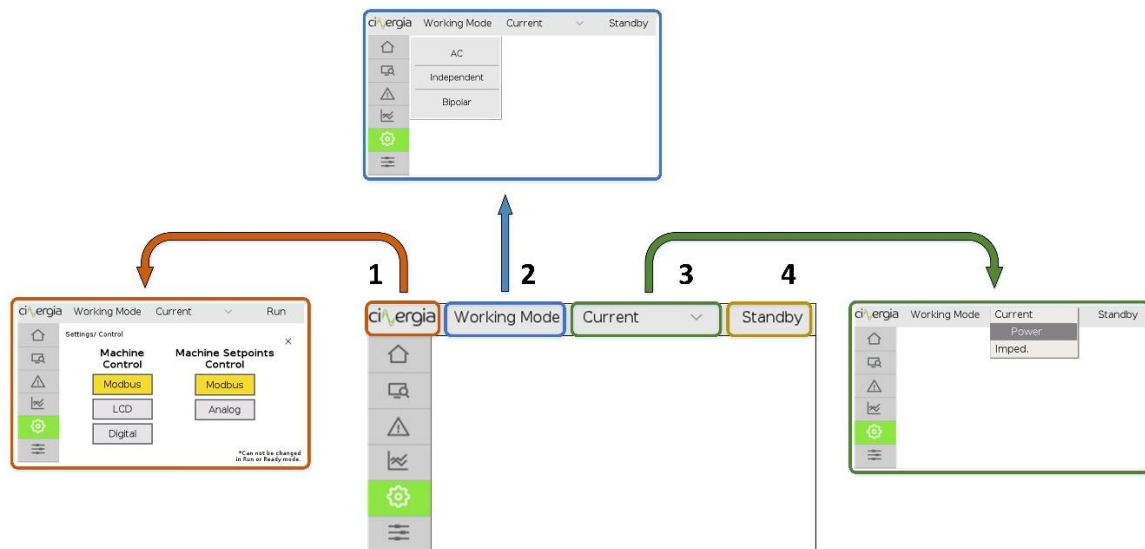 cinergia Working Mode Current Standby
AC
Independent
Bipolar
1
2
3
4
cinergia Working Mode Current Run
Settings/ Control
×
Machine
Control
Machine Setpoints
Control
Modbus
Modbus
LCD
Analog
Digital
*Can not be changed
in Run or Ready mode.
cinergia Working Mode Current Standby
cinergia Working Mode Current Standby
Power
Imped.